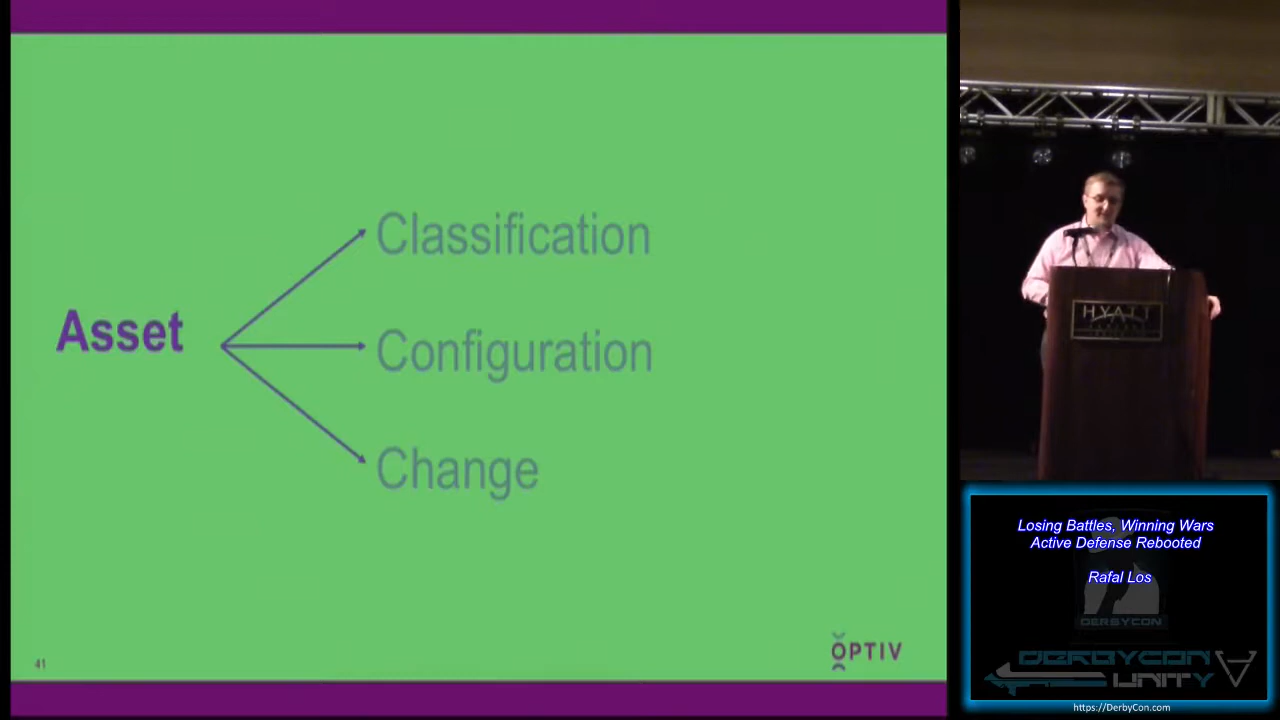 Asset
Classification
Configuration
Change
41
OPTIV
HYATT
Losing Battles, Winning Wars
Active Defense Rebooted
Rafal Los
DERBYCON
DERBYCON
UNITY
https://DerbyCon.com